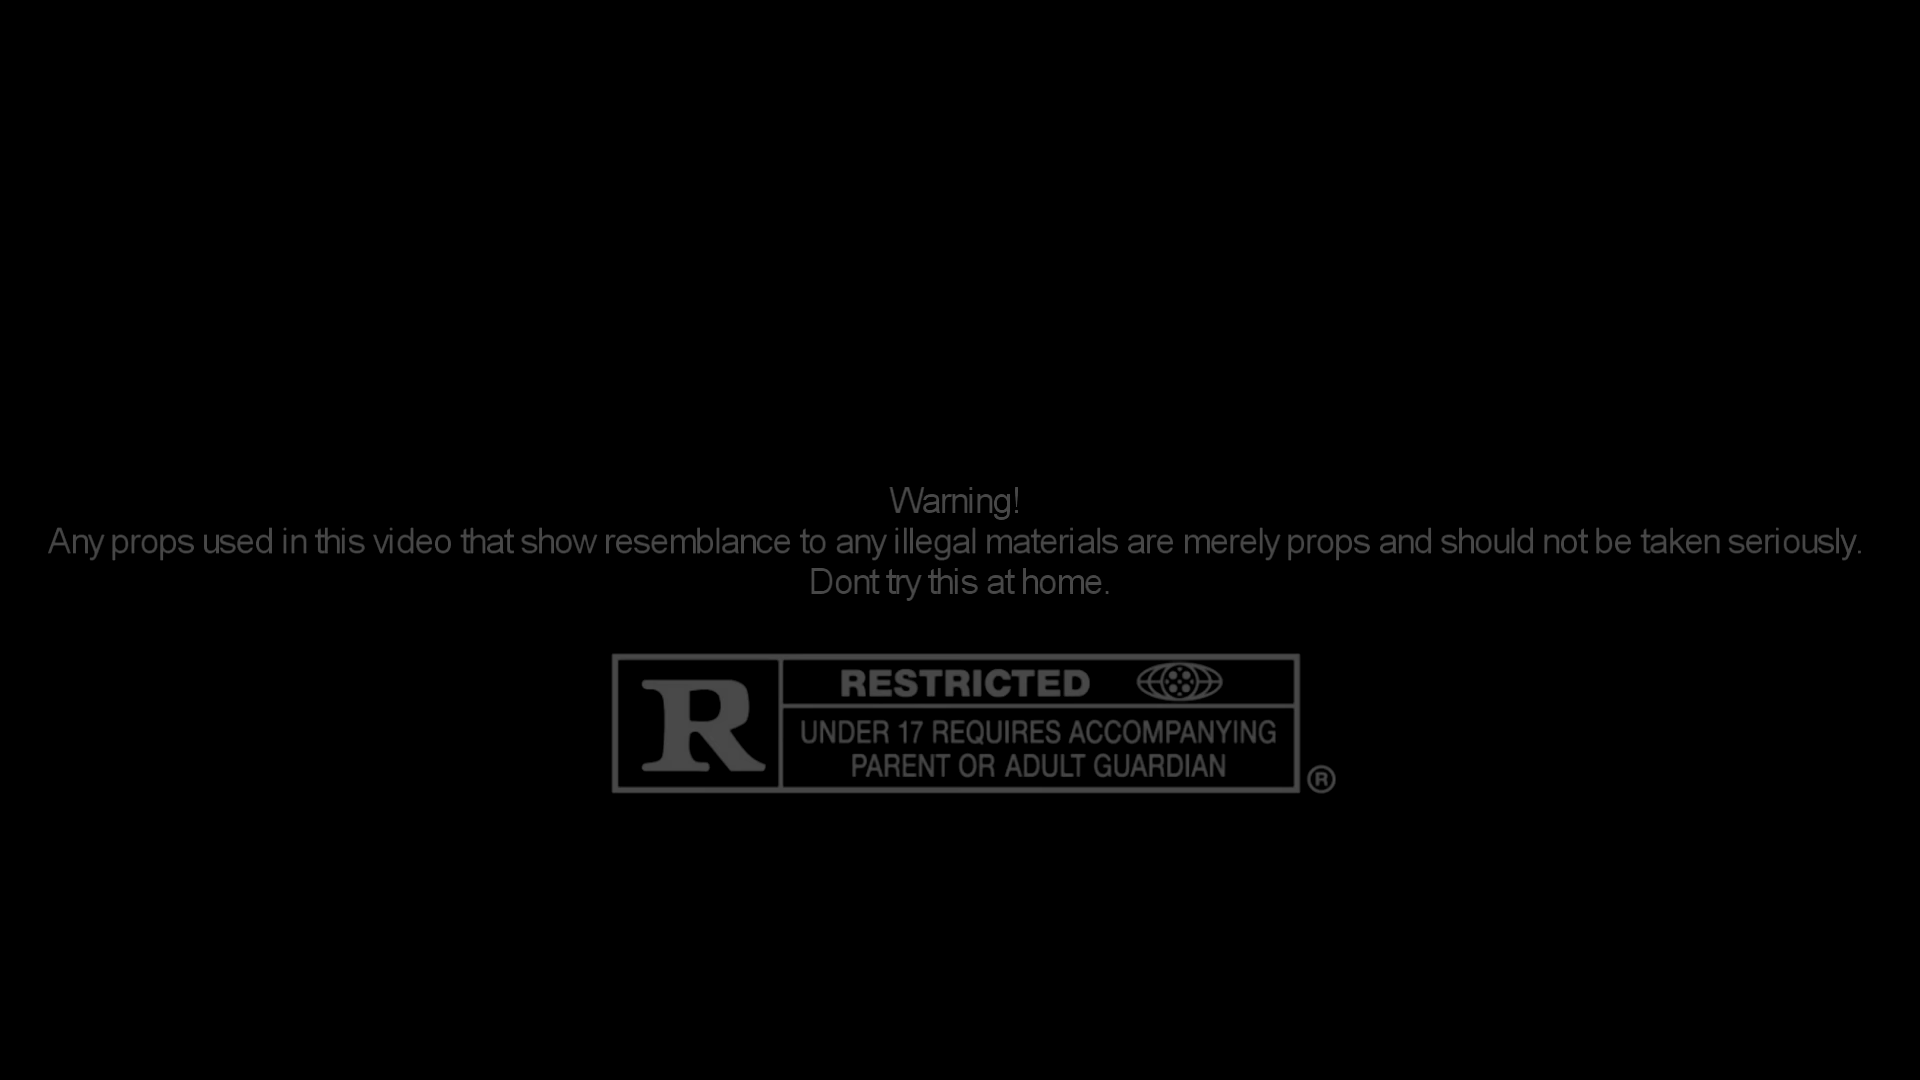 Warning!
Any props used in this video that show resemblance to any illegal materials are merely props and should not be taken seriously.
Dont try this at home.
R
RESTRICTED
UNDER 17 REQUIRES ACCOMPANYING
PARENT OR ADULT GUARDIAN
®